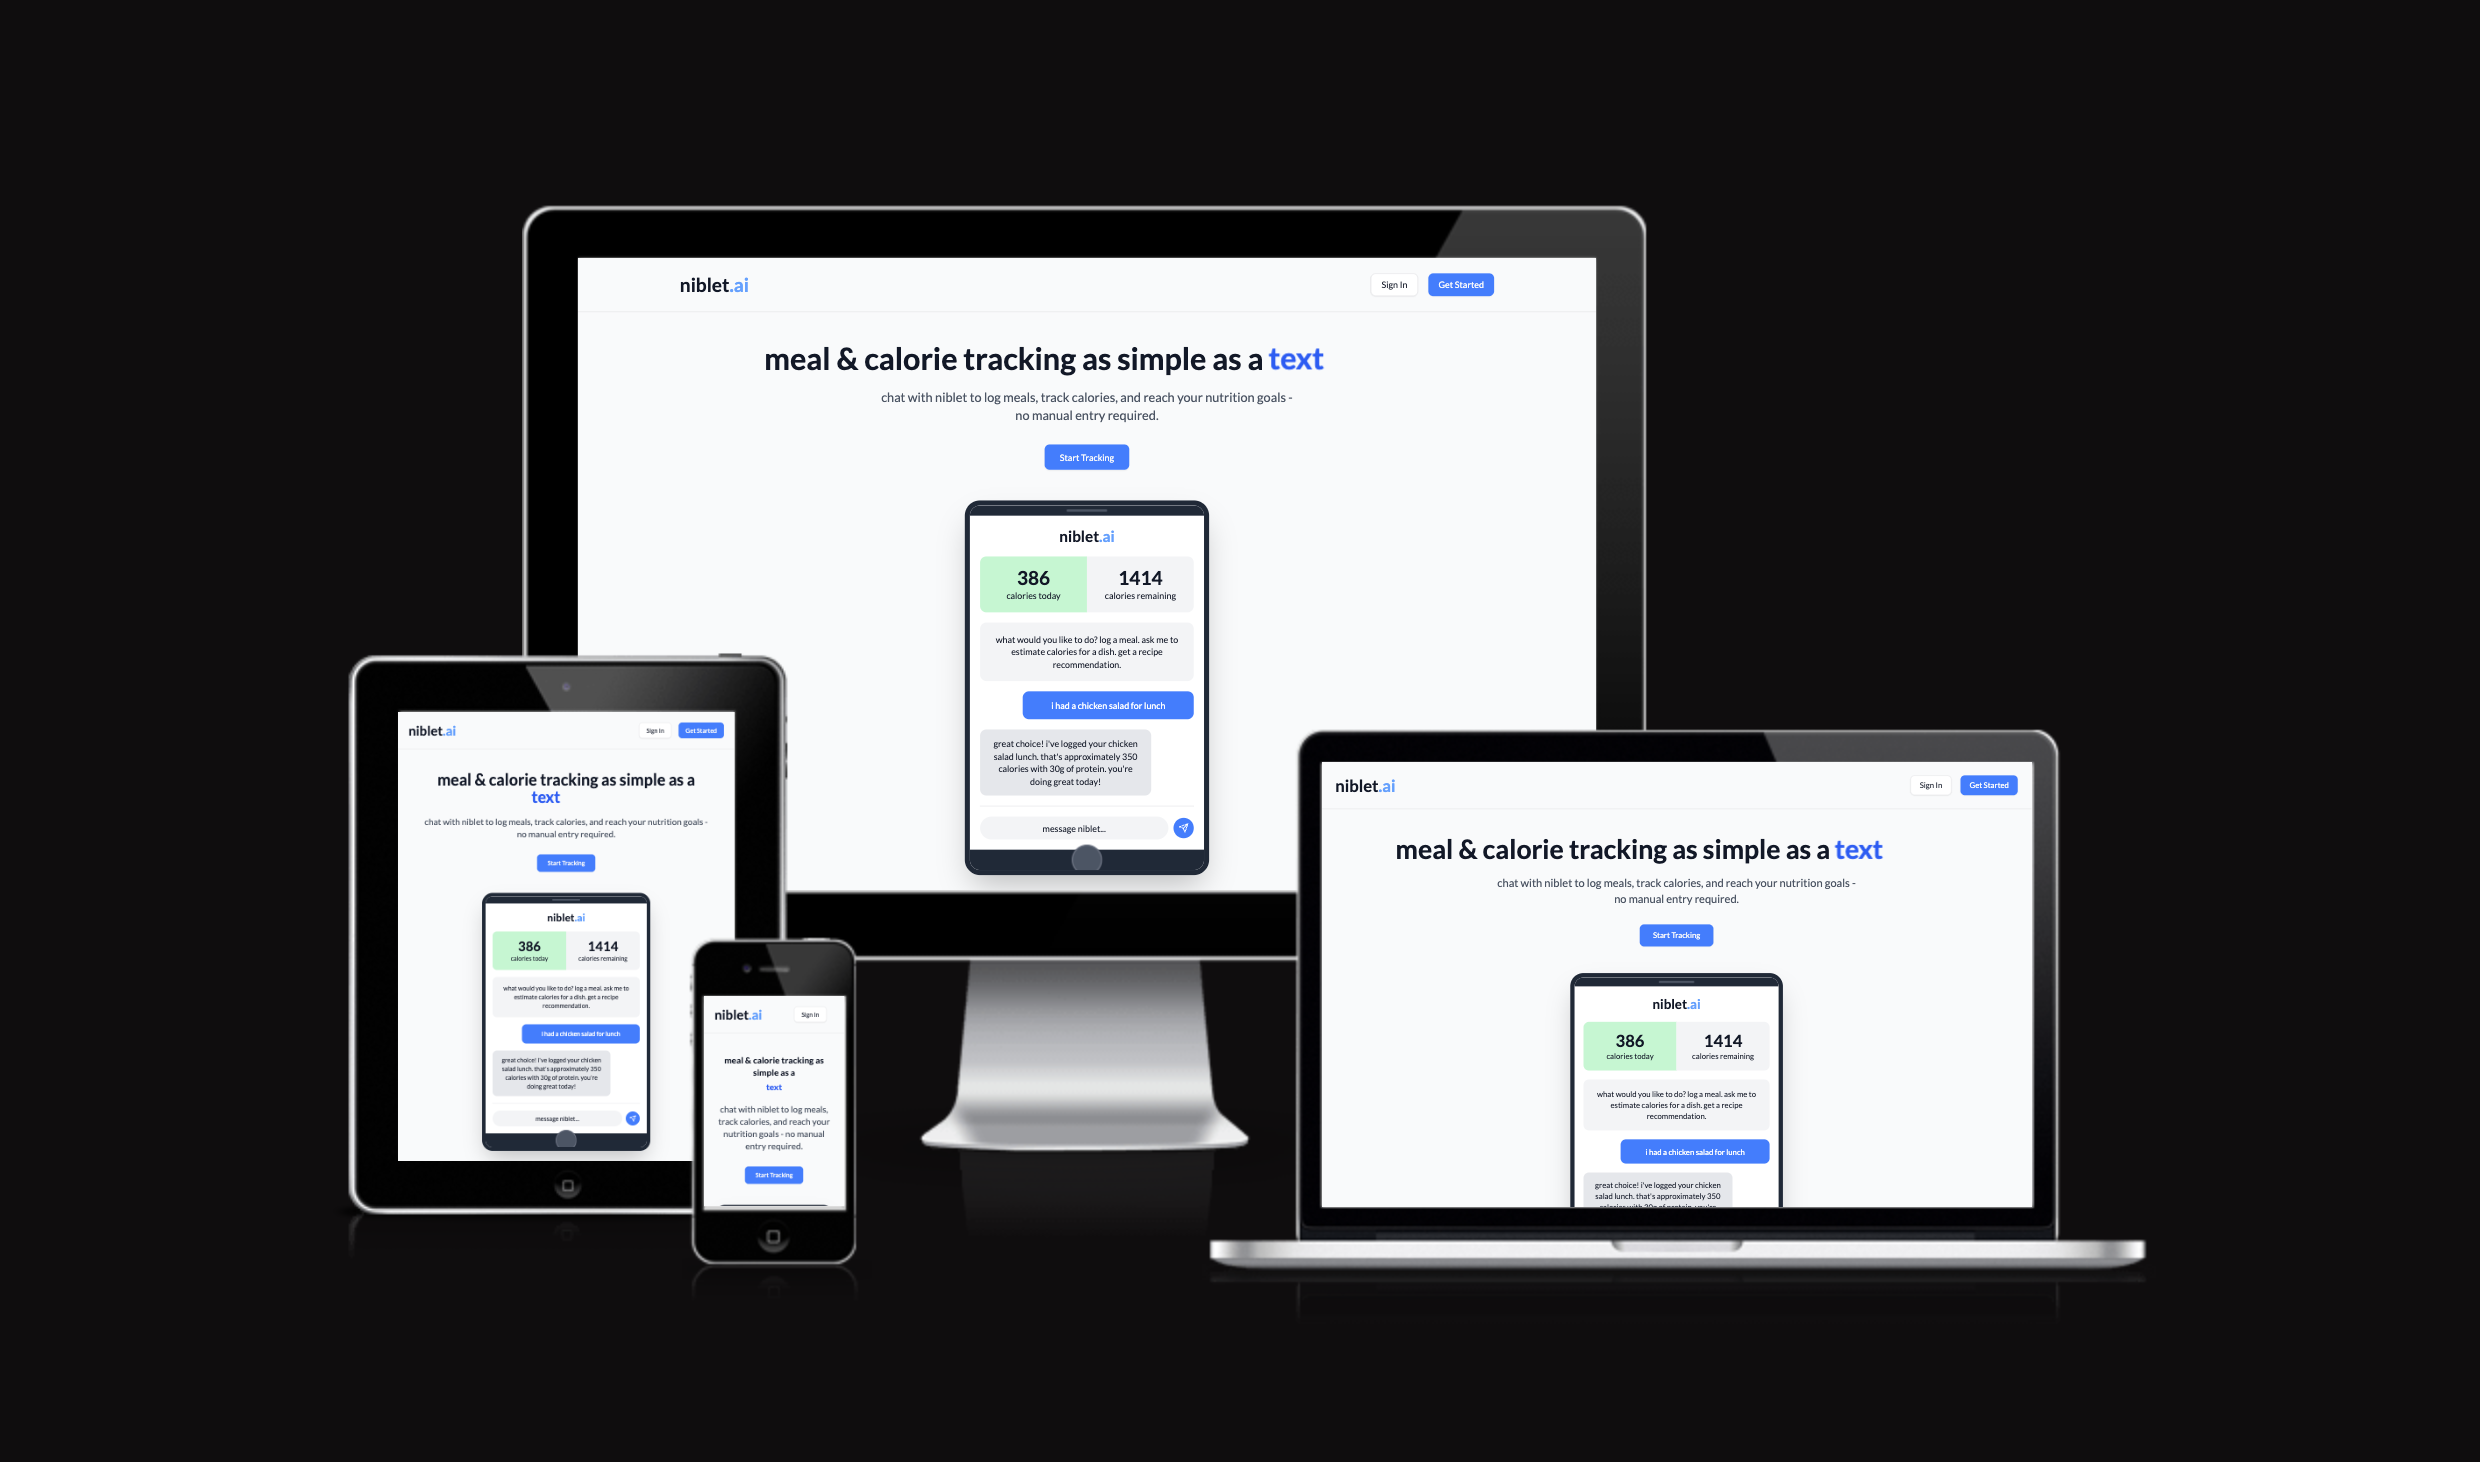 niblet.ai
Sign In
Get Started
meal & calorie tracking as simple as a text
chat with niblet to log meals, track calories, and reach your nutrition goals -
no manual entry required.
Start Tracking
niblet.ai
386
calories today
1414
calories remaining
what would you like to do? log a meal. ask me to
estimate calories for a dish. get a recipe
recommendation.
i had a chicken salad for lunch
great choice! i've logged your chicken
salad lunch. that's approximately 350
calories with 30g of protein. you're
doing great today!
message niblet...
niblet.ai
Sign In
Get Started
meal & calorie tracking as simple as a
text
chat with niblet to log meals, track calories, and reach your nutrition goals -
no manual entry required.
Start Tracking
niblet.ai
386
calories today
1414
calories remaining
what would you like to do? log a meal. ask me to
estimate calories for a dish. get a recipe
recommendation.
i had a chicken salad for lunch
great choice! i've logged your chicken
salad lunch. that's approximately 350
calories with 30g of protein. you're
doing great today!
message niblet...
niblet.ai
Sign In
meal & calorie tracking as
simple as a
text
chat with niblet to log meals,
track calories, and reach your
nutrition goals - no manual
entry required.
Start Tracking
niblet.ai
Sign In
Get Started
meal & calorie tracking as simple as a text
chat with niblet to log meals, track calories, and reach your nutrition goals -
no manual entry required.
Start Tracking
niblet.ai
386
calories today
1414
calories remaining
what would you like to do? log a meal. ask me to
estimate calories for a dish. get a recipe
recommendation.
i had a chicken salad for lunch
great choice! i've logged your chicken
salad lunch. that's approximately 350
calories with 30g of protein. you're